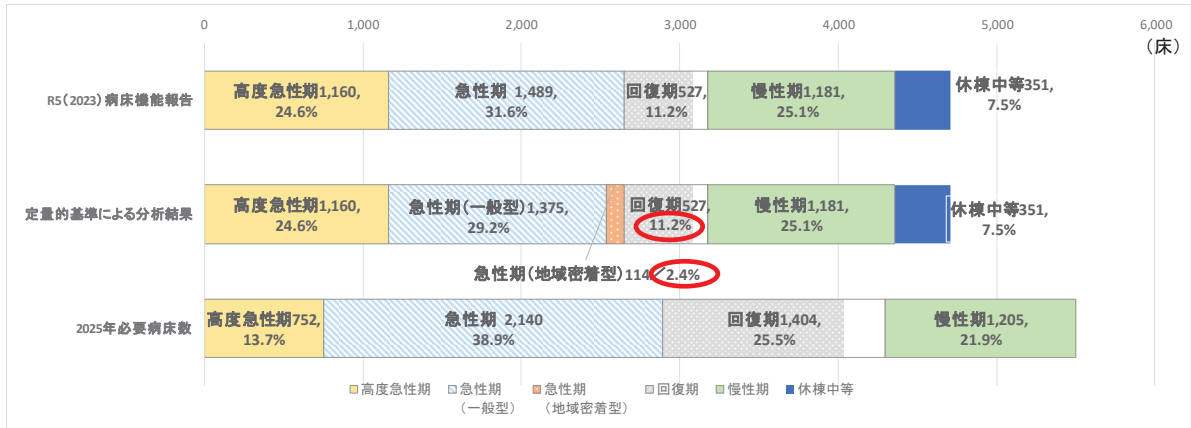 0 1,000 2,000 3,000 4,000 5,000 6,000
(床)
R5(2023)病床機能報告
高度急性期1,160,
24.6%
急性期 1,489,
31.6%
回復期527,
11.2%
慢性期1,181,
25.1%
休棟中等351,
7.5%
定量的基準による分析結果
高度急性期1,160,
24.6%
急性期(一般型)1,375,
29.2%
回復期527,
11.2%
慢性期1,181,
25.1%
休棟中等351,
7.5%
急性期(地域密着型)114, 2.4%
2025年必要病床数
高度急性期752,
13.7%
急性期 2,140
38.9%
回復期1,404,
25.5%
慢性期1,205,
21.9%
高度急性期 急性期 急性期 回復期 慢性期 休棟中等
(一般型) (地域密着型)